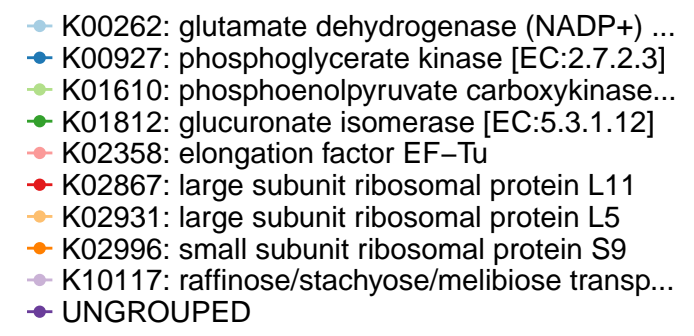 K00262: glutamate dehydrogenase (NADP+) ...
K00927: phosphoglycerate kinase [EC:2.7.2.3]
K01610: phosphoenolpyruvate carboxykinase...
K01812: glucuronate isomerase [EC:5.3.1.12]
K02358: elongation factor EF−Tu
K02867: large subunit ribosomal protein L11
K02931: large subunit ribosomal protein L5
K02996: small subunit ribosomal protein S9
K10117: raffinose/stachyose/melibiose transp...
UNGROUPED